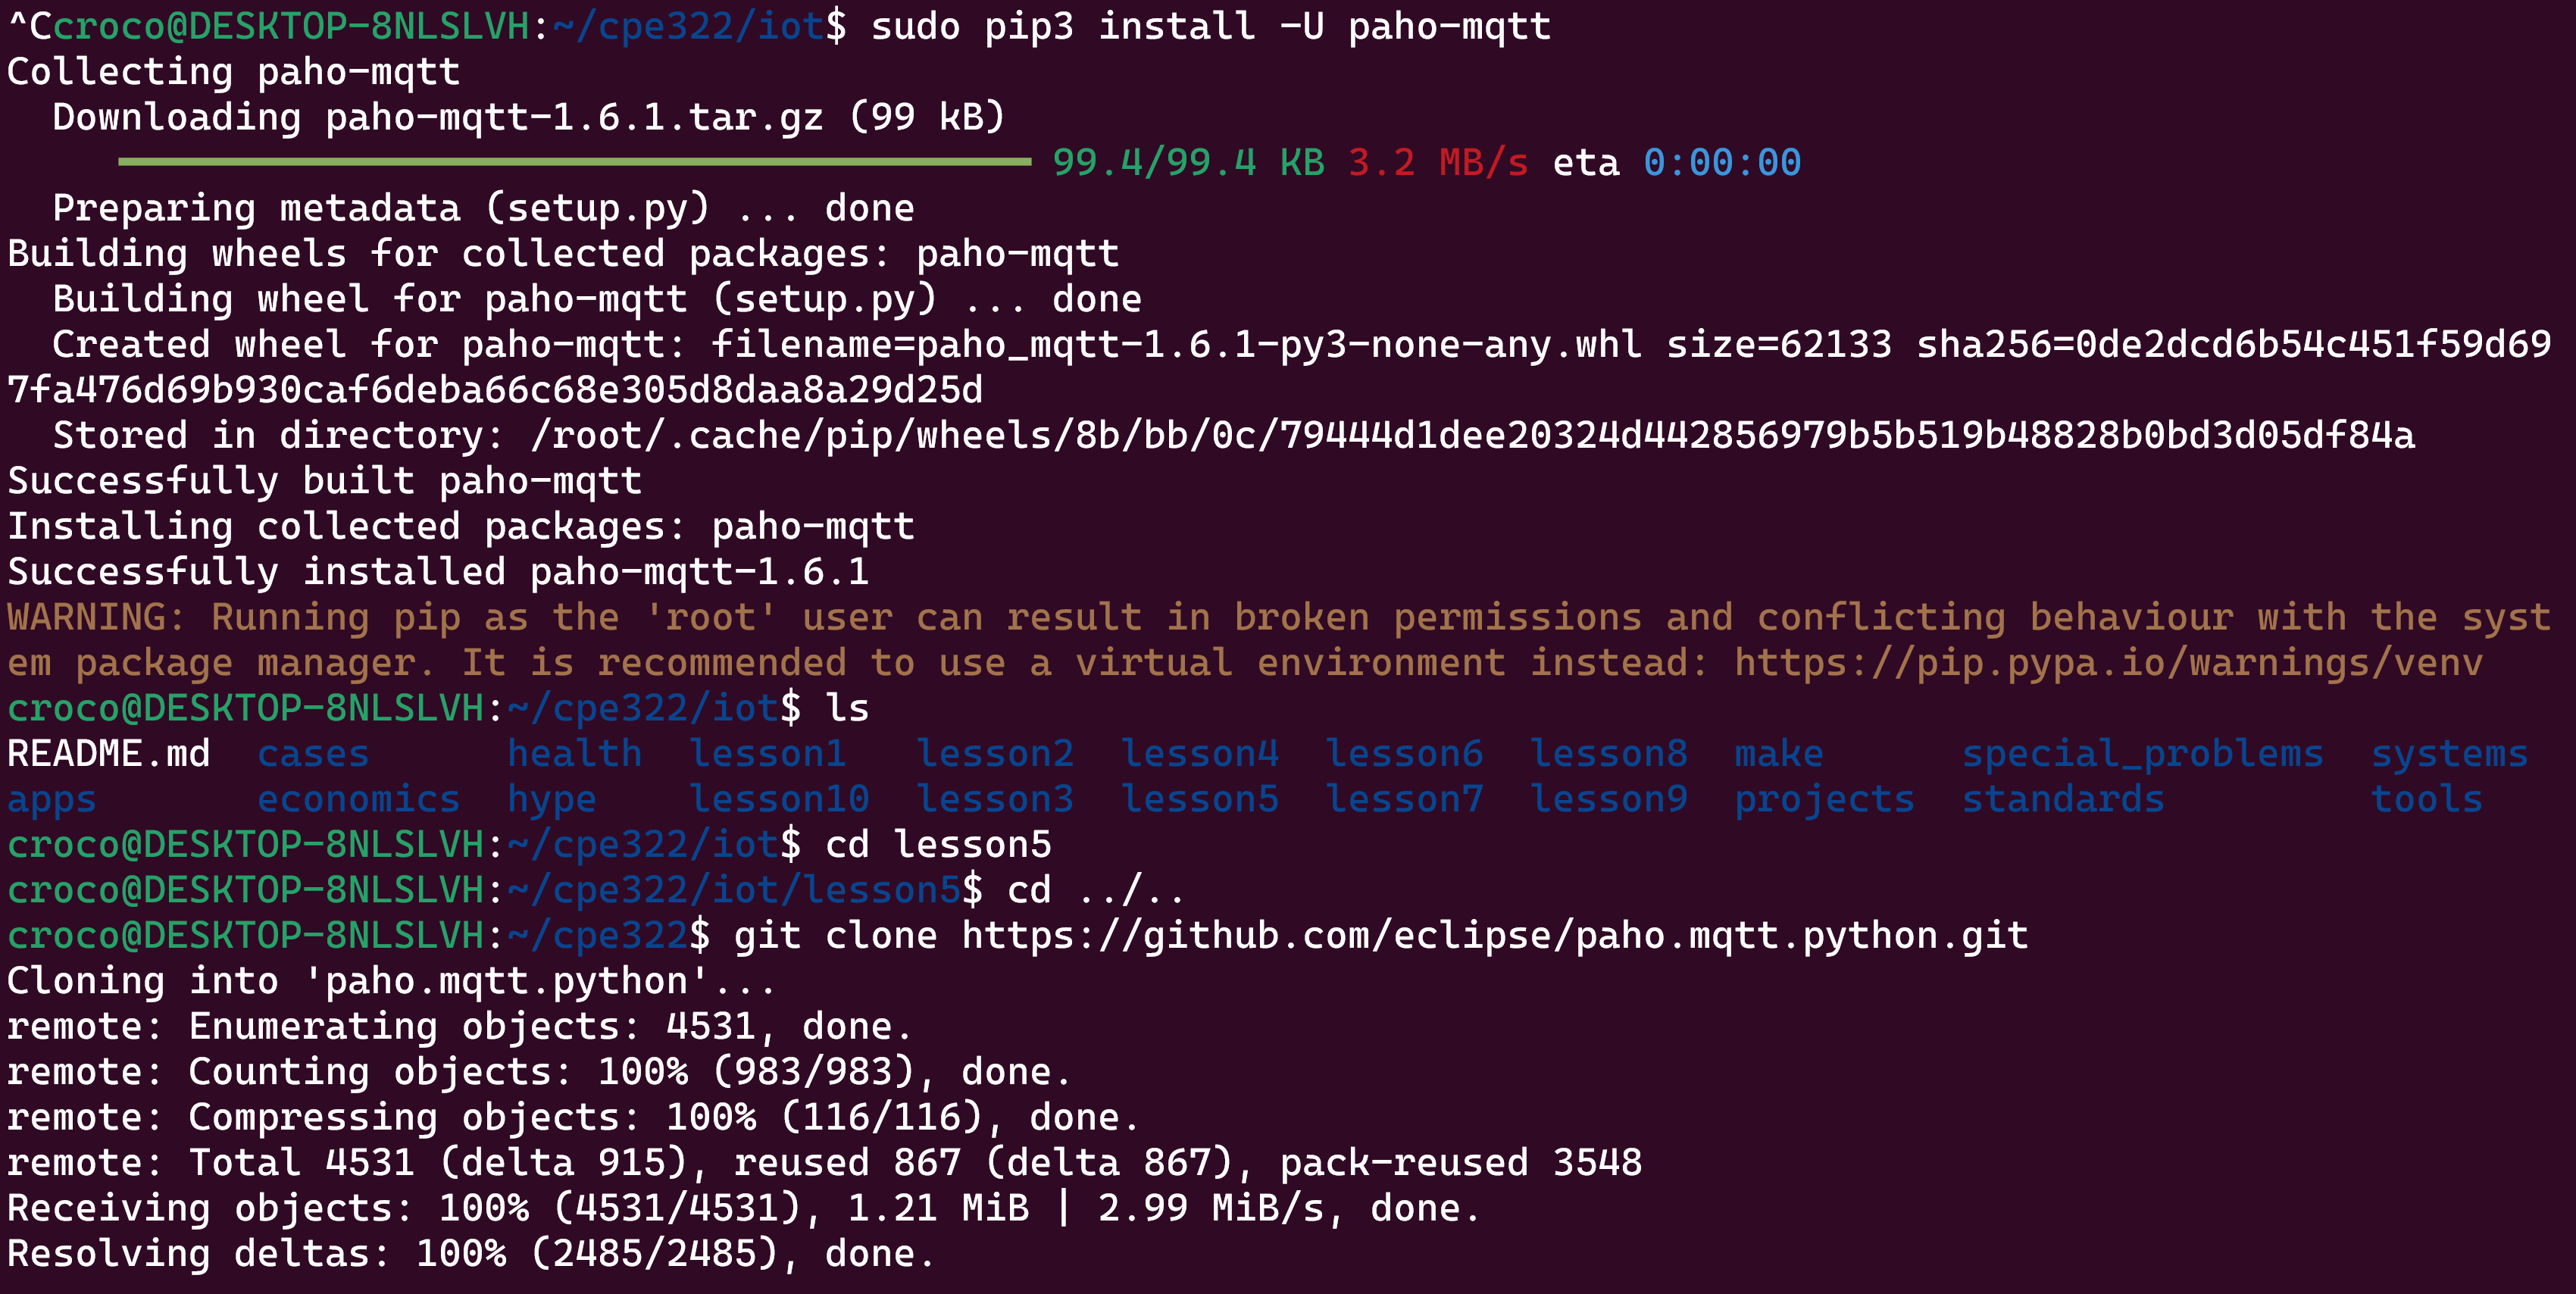 ^Ccroco@DESKTOP-8NLSLVH:~/cpe322/iot$ sudo pip3 install -U paho-mqtt
Collecting paho-mqtt
  Downloading paho-mqtt-1.6.1.tar.gz (99 kB)
     ━━━━━━━━━━━━━━━━━━━━━━━━━━━━━━━━━━━━━━━━ 99.4/99.4 KB 3.2 MB/s eta 0:00:00
  Preparing metadata (setup.py) ... done
Building wheels for collected packages: paho-mqtt
  Building wheel for paho-mqtt (setup.py) ... done
  Created wheel for paho-mqtt: filename=paho_mqtt-1.6.1-py3-none-any.whl size=62133 sha256=0de2dcd6b54c451f59d69
7fa476d69b930caf6deba66c68e305d8daa8a29d25d
  Stored in directory: /root/.cache/pip/wheels/8b/bb/0c/79444d1dee20324d442856979b5b519b48828b0bd3d05df84a
Successfully built paho-mqtt
Installing collected packages: paho-mqtt
Successfully installed paho-mqtt-1.6.1
WARNING: Running pip as the 'root' user can result in broken permissions and conflicting behaviour with the syst
em package manager. It is recommended to use a virtual environment instead: https://pip.pypa.io/warnings/venv
croco@DESKTOP-8NLSLVH:~/cpe322/iot$ ls
README.md  cases      health  lesson1   lesson2  lesson4  lesson6  lesson8  make      special_problems  systems
apps       economics  hype    lesson10  lesson3  lesson5  lesson7  lesson9  projects  standards         tools
croco@DESKTOP-8NLSLVH:~/cpe322/iot$ cd lesson5
croco@DESKTOP-8NLSLVH:~/cpe322/iot/lesson5$ cd ../..
croco@DESKTOP-8NLSLVH:~/cpe322$ git clone https://github.com/eclipse/paho.mqtt.python.git
Cloning into 'paho.mqtt.python'...
remote: Enumerating objects: 4531, done.
remote: Counting objects: 100% (983/983), done.
remote: Compressing objects: 100% (116/116), done.
remote: Total 4531 (delta 915), reused 867 (delta 867), pack-reused 3548
Receiving objects: 100% (4531/4531), 1.21 MiB | 2.99 MiB/s, done.
Resolving deltas: 100% (2485/2485), done.